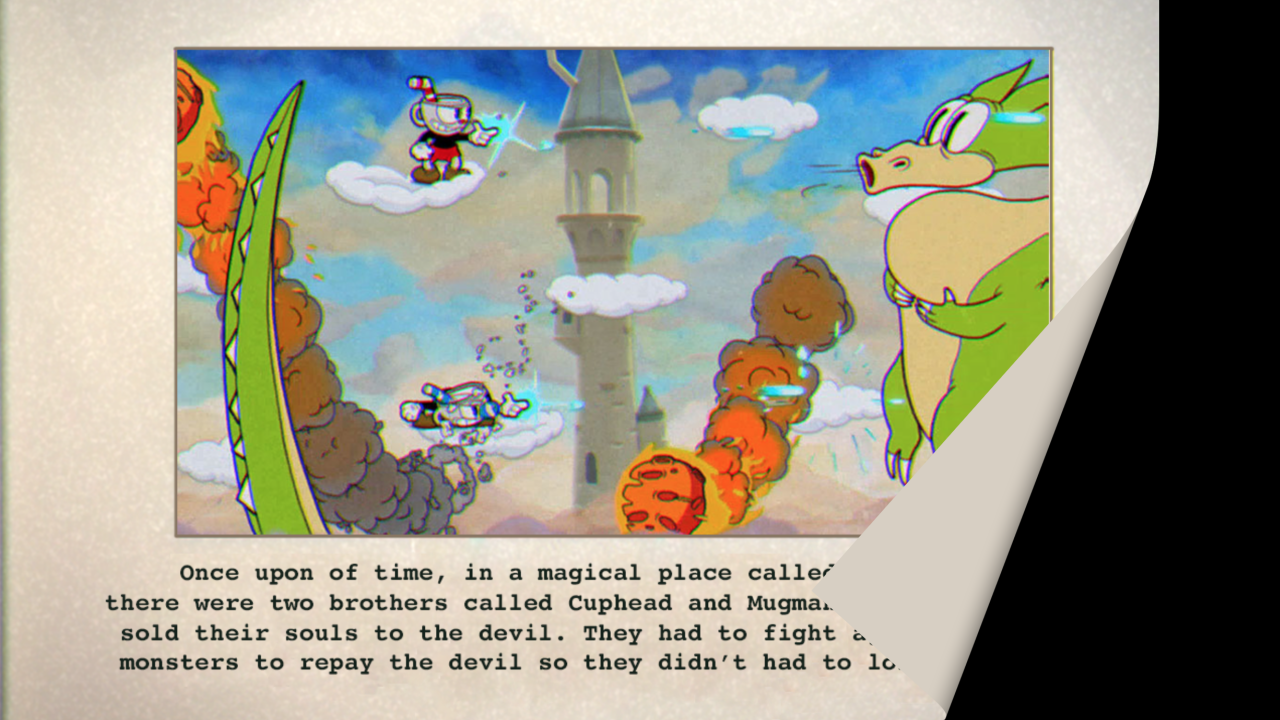 Once upon of time, in a magical place called
there were two brothers called Cuphead and
sold their souls to the devil. They had to fight
monsters to repay the devil so they didn't had to